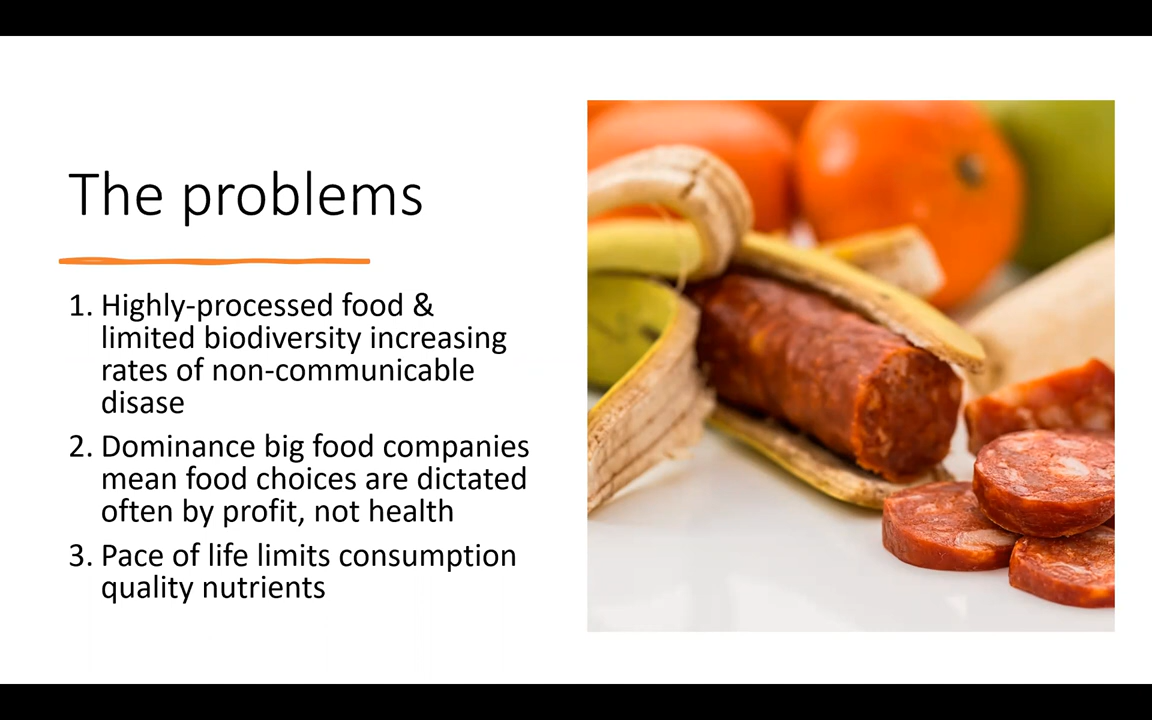 The problems
1. Highly-processed food &
limited biodiversity increasing
rates of non-communicable
disase
2. Dominance big food companies
mean food choices are dictated
often by profit, not health
3. Pace of life limits consumption
quality nutrients